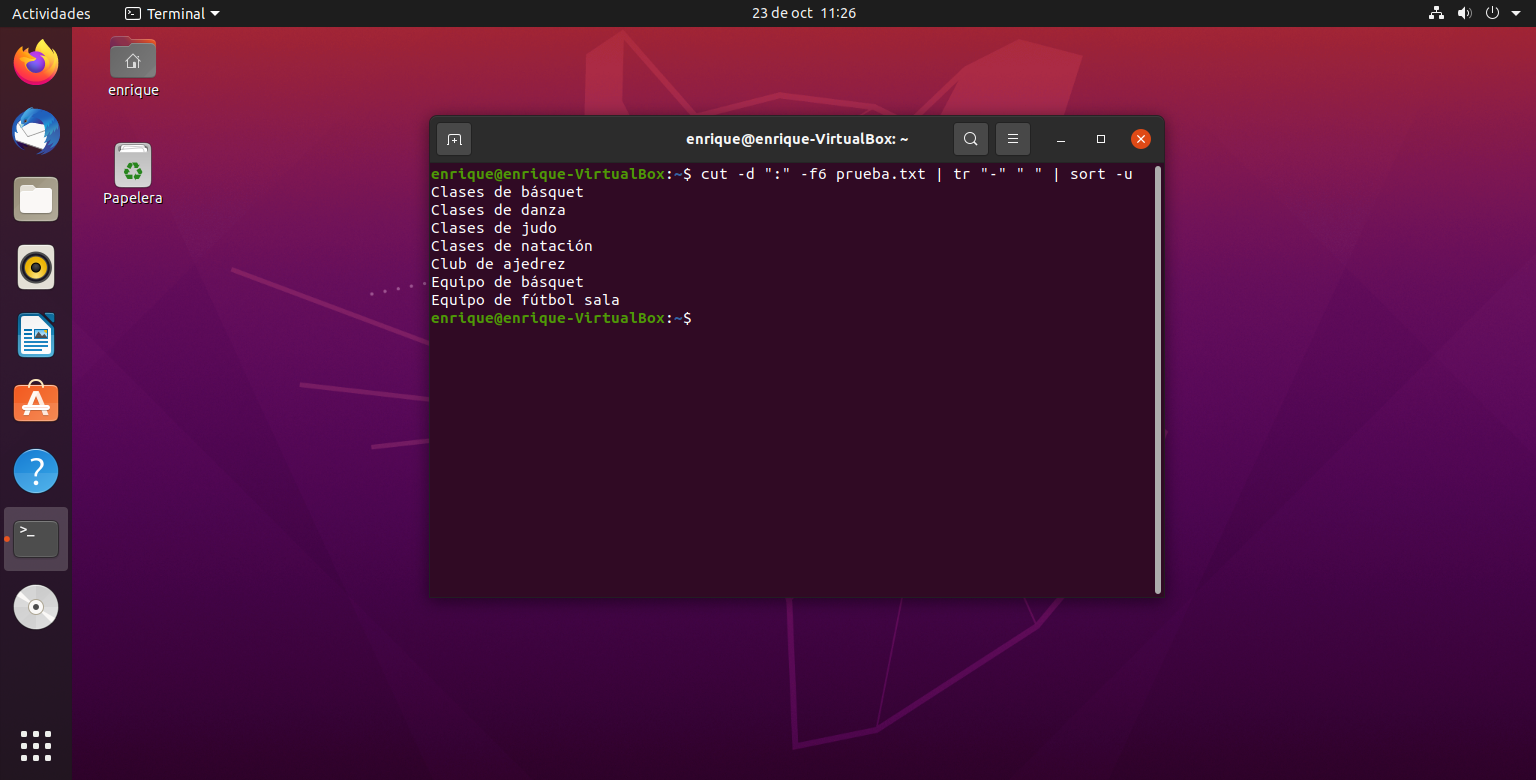 Actividades
Terminal
23 de oct 11:26
enrique
Papelera
enrique@enrique-VirtualBox: ~
enrique@enrique-VirtualBox:~$ cut -d ":" -f6 prueba.txt | tr "-" " " | sort -u
Clases de básquet
Clases de danza
Clases de judo
Clases de natación
Club de ajedrez
Equipo de básquet
Equipo de fútbol sala
enrique@enrique-VirtualBox:~$